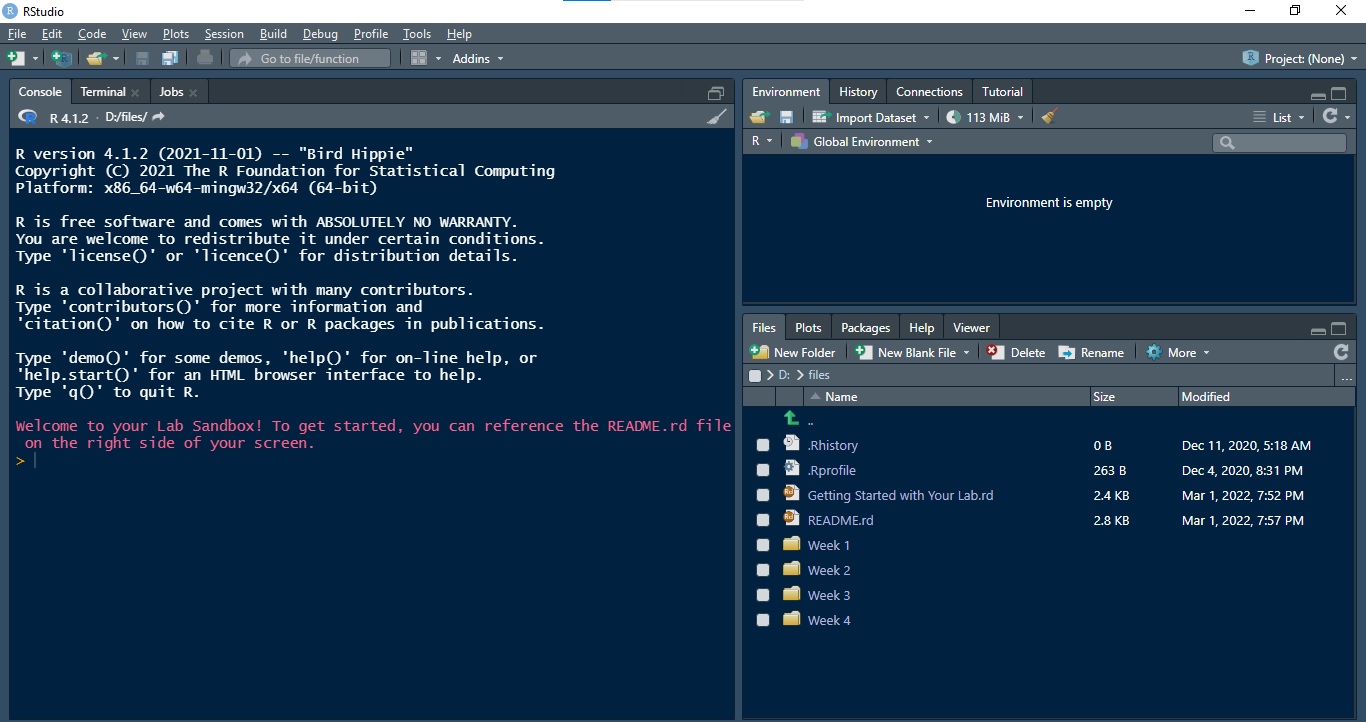 RStudio
File Edit Code View Plots Session Build Debug Profile Tools Help
Go to file/function Addins Project: (None)
Console Terminal Jobs
R 4.1.2 · D:/files/
R version 4.1.2 (2021-11-01) -- "Bird Hippie"
Copyright (C) 2021 The R Foundation for Statistical Computing
Platform: x86_64-w64-mingw32/x64 (64-bit)
R is free software and comes with ABSOLUTELY NO WARRANTY.
You are welcome to redistribute it under certain conditions.
Type 'license()' or 'licence()' for distribution details.
R is a collaborative project with many contributors.
Type 'contributors()' for more information and
'citation()' on how to cite R or R packages in publications.
Type 'demo()' for some demos, 'help()' for on-line help, or
'help.start()' for an HTML browser interface to help.
Type 'q()' to quit R.
Welcome to your Lab Sandbox! To get started, you can reference the README.rd file
on the right side of your screen.
>
Environment History Connections Tutorial
Import Dataset 113 MiB List
R Global Environment
Environment is empty
Files Plots Packages Help Viewer
New Folder New Blank File Delete Rename More
D: files ...
Name Size Modified
..
.Rhistory 0 B Dec 11, 2020, 5:18 AM
.Rprofile 263 B Dec 4, 2020, 8:31 PM
Getting Started with Your Lab.rd 2.4 KB Mar 1, 2022, 7:52 PM
README.rd 2.8 KB Mar 1, 2022, 7:57 PM
Week 1
Week 2
Week 3
Week 4